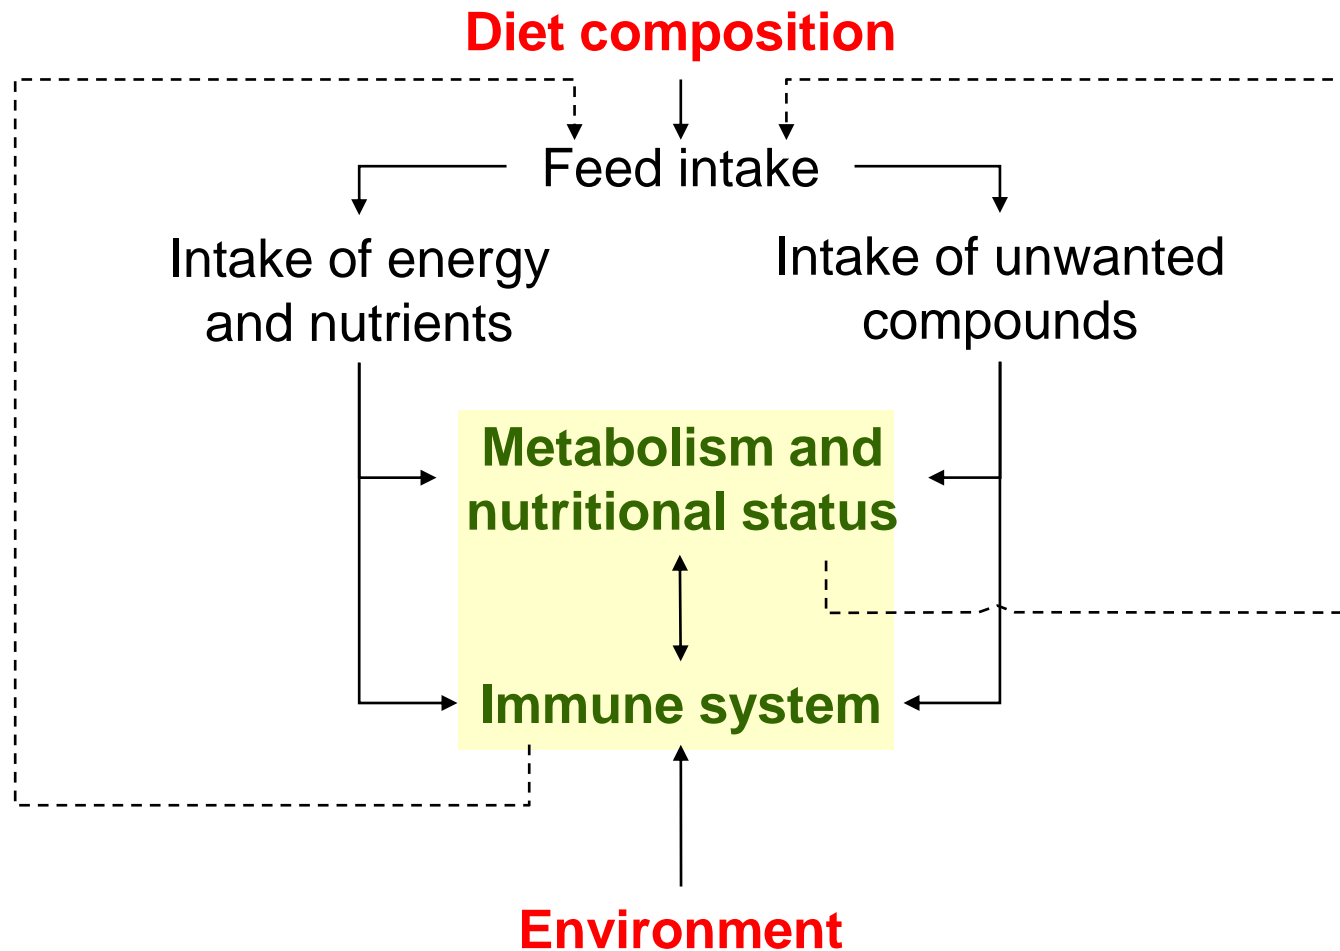 Diet composition
Feed intake
Intake of energy
and nutrients
Intake of unwanted
compounds
Metabolism and
nutritional status
Immune system
Environment